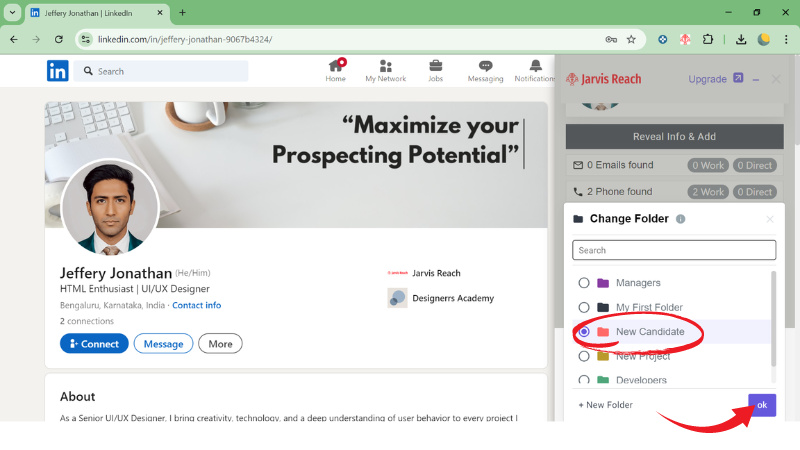 Jeffery Jonathan | LinkedIn
linkedin.com/in/jeffery-jonathan-9067b4324/
in
Search
Home
My Network
Jobs
Messaging
Notifications
“Maximize your
Prospecting Potential”
Jeffery Jonathan (He/Him)
HTML Enthusiast | UI/UX Designer
Bengaluru, Karnataka, India · Contact info
2 connections
Connect
Message
More
Jarvis Reach
Designerrs Academy
About
As a Senior UI/UX Designer, I bring creativity, technology, and a deep understanding of user behavior to every project I
Jarvis Reach
Upgrade
Reveal Info & Add
0 Emails found 0 Work 0 Direct
2 Phone found 2 Work 0 Direct
Change Folder
Search
Managers
My First Folder
New Candidate
New Project
Developers
+ New Folder
ok